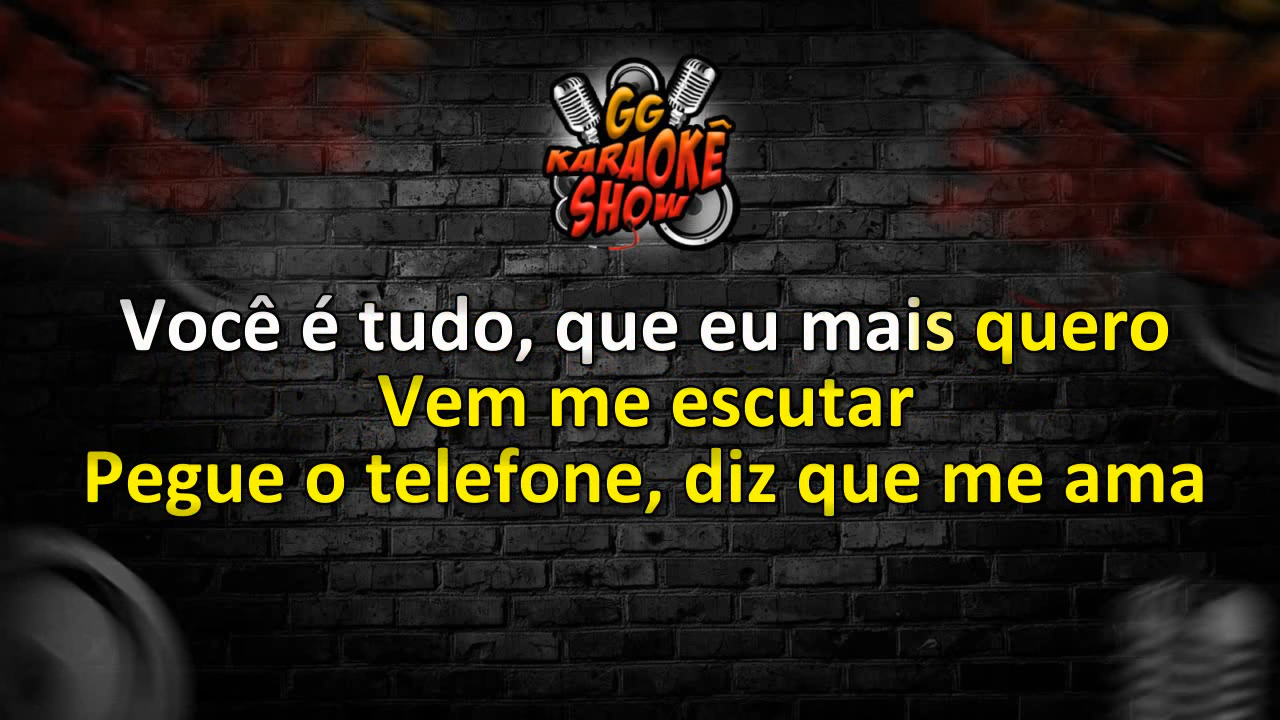 GG
KARAOKÊ
SHOW
Você é tudo, que eu mais quero
Vem me escutar
Pegue o telefone, diz que me ama